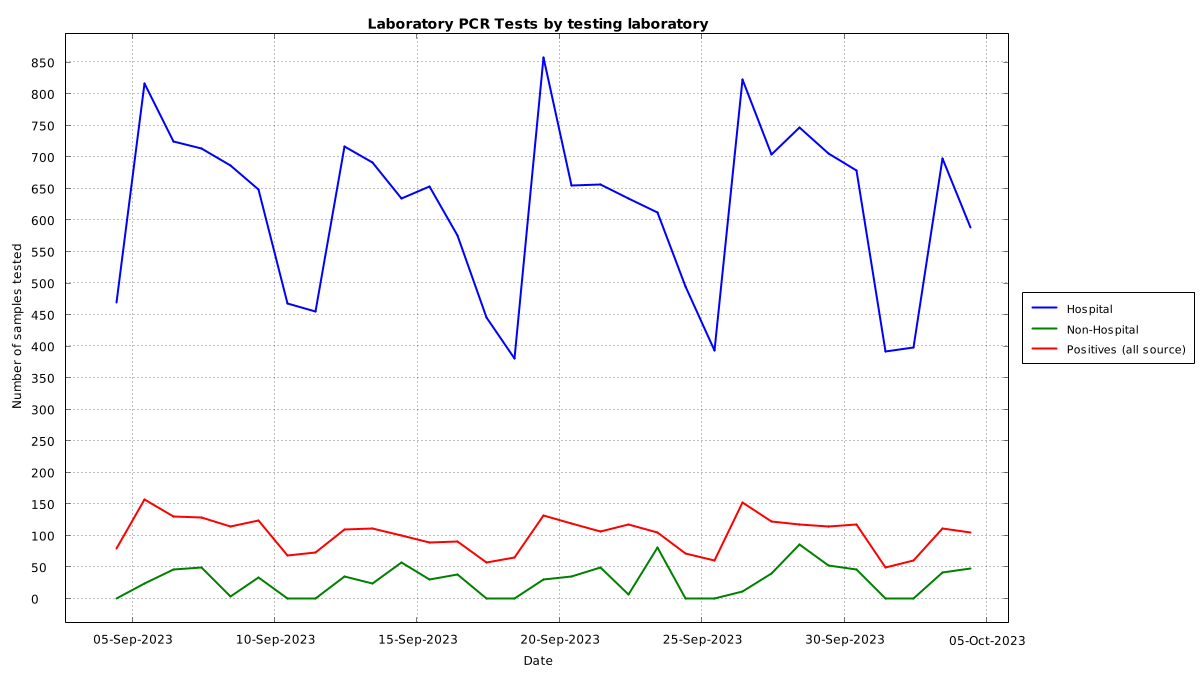 Laboratory PCR Tests by testing laboratory
850
800
750
700
650
600
550
500
450
400
350
300
250
200
150
100
50
0
Number of samples tested
05-Sep-2023
10-Sep-2023
15-Sep-2023
20-Sep-2023
25-Sep-2023
30-Sep-2023
05-Oct-2023
Date
Hospital
Non-Hospital
Positives (all source)